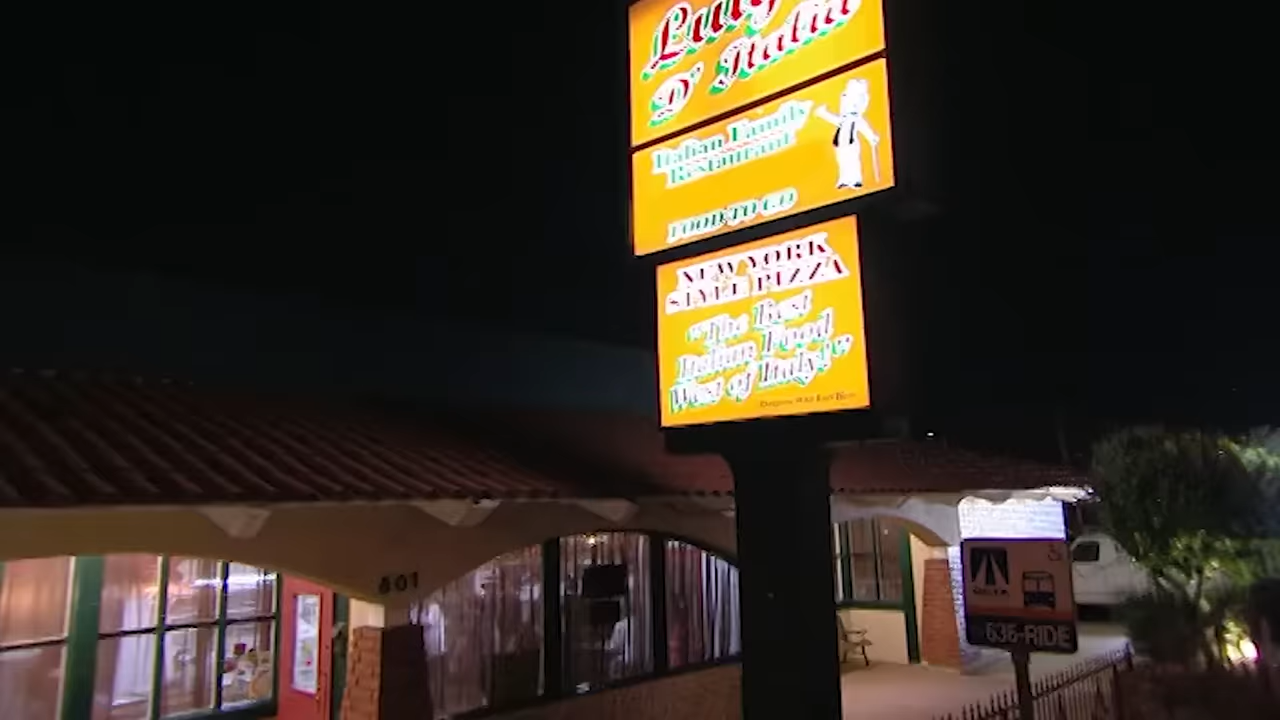 D' Italia
Italian Family
Restaurant
FOOD TO GO
NEW YORK
STYLE PIZZA
"The Best
Italian Food
West of Italy!"
801
636-RIDE